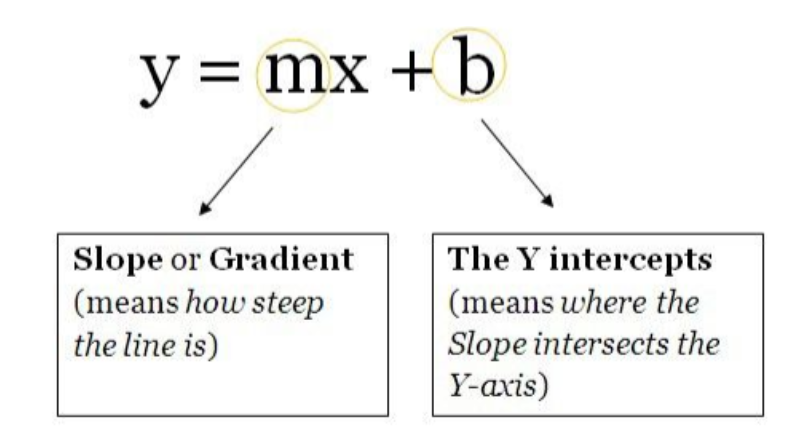 y = mx + b
Slope or Gradient
(means how steep
the line is)
The Y intercepts
(means where the
Slope intersects the
Y-axis)